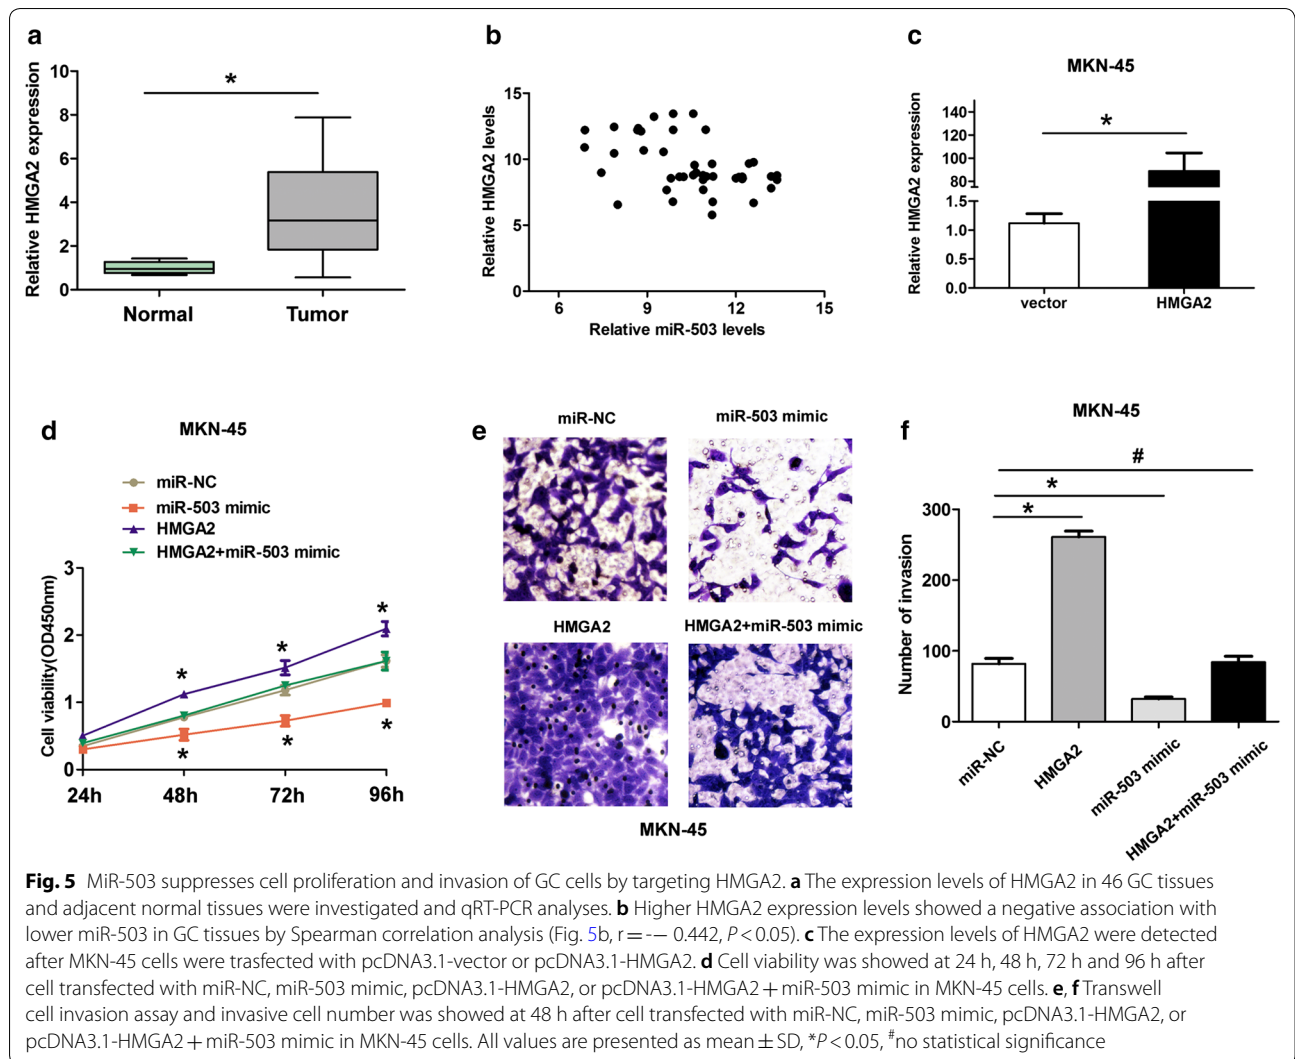 a
Relative HMGA2 expression
10
8
6
4
2
0
*
Normal
Tumor
b
Relative HMGA2 levels
15
10
5
0
6
9
12
15
Relative miR-503 levels
c
MKN-45
Relative HMGA2 expression
140
120
100
80
1.5
1.0
0.5
0.0
*
vector
HMGA2
d
MKN-45
miR-NC
miR-503 mimic
HMGA2
HMGA2+miR-503 mimic
Cell viability(OD450nm)
3
2
1
0
*
*
*
*
*
*
24h
48h
72h
96h
e
miR-NC
miR-503 mimic
HMGA2
HMGA2+miR-503 mimic
MKN-45
f
MKN-45
#
*
*
Number of invasion
300
200
100
0
miR-NC
HMGA2
miR-503 mimic
HMGA2+miR-503 mimic
Fig. 5 MiR-503 suppresses cell proliferation and invasion of GC cells by targeting HMGA2. a The expression levels of HMGA2 in 46 GC tissues
and adjacent normal tissues were investigated and qRT-PCR analyses. b Higher HMGA2 expression levels showed a negative association with
lower miR-503 in GC tissues by Spearman correlation analysis (Fig. 5b, r = -− 0.442, P < 0.05). c The expression levels of HMGA2 were detected
after MKN-45 cells were trasfected with pcDNA3.1-vector or pcDNA3.1-HMGA2. d Cell viability was showed at 24 h, 48 h, 72 h and 96 h after
cell transfected with miR-NC, miR-503 mimic, pcDNA3.1-HMGA2, or pcDNA3.1-HMGA2 + miR-503 mimic in MKN-45 cells. e, f Transwell
cell invasion assay and invasive cell number was showed at 48 h after cell transfected with miR-NC, miR-503 mimic, pcDNA3.1-HMGA2, or
pcDNA3.1-HMGA2 + miR-503 mimic in MKN-45 cells. All values are presented as mean ± SD, *P < 0.05, #no statistical significance